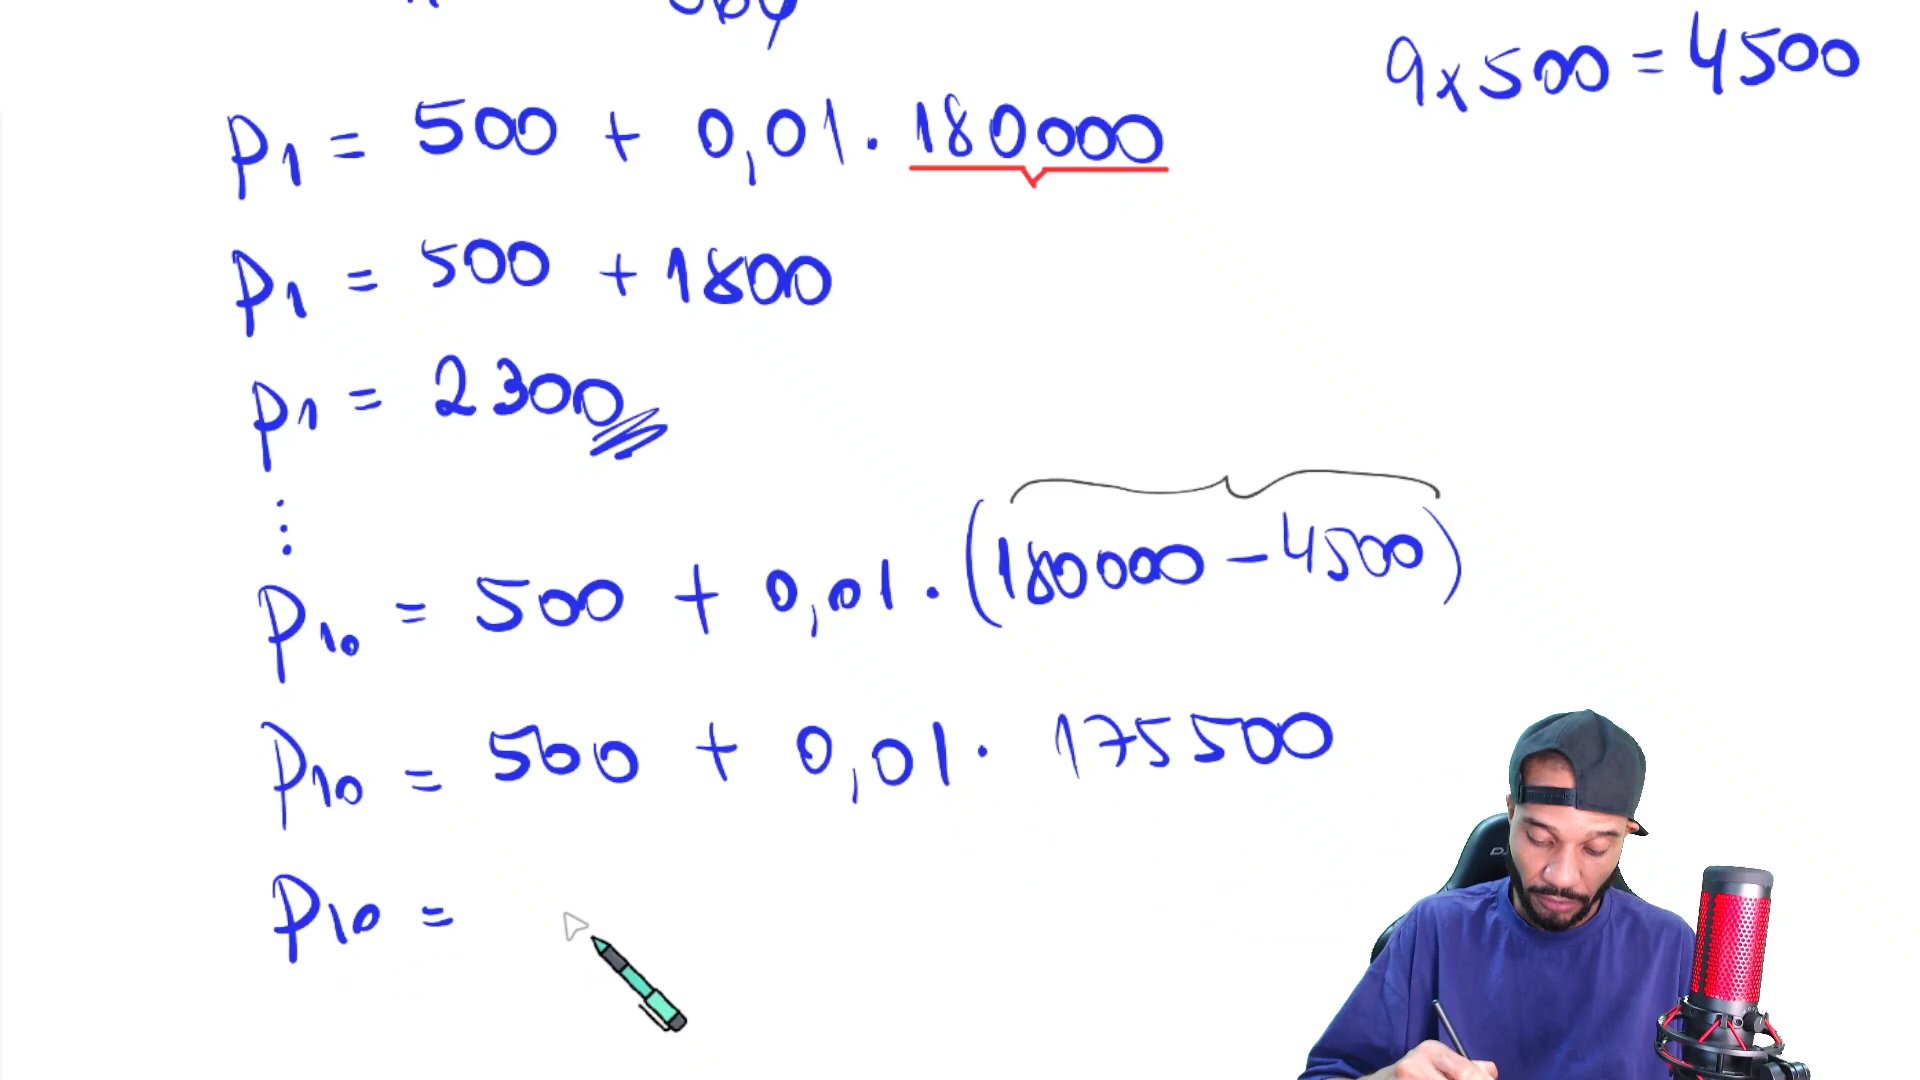 9x500 = 4500
P1 = 500 + 0,01 . 180000
P1 = 500 + 1800
P1 = 2300
⋮
P10 = 500 + 0,01 . (180000 - 4500)
P10 = 500 + 0,01 . 175500
P10 =